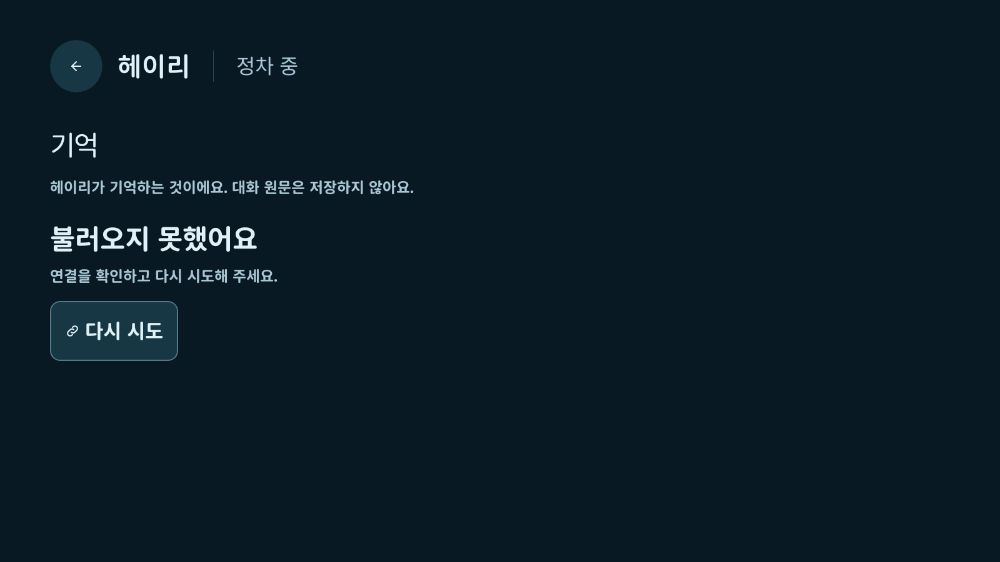 헤이리
정차 중
기억
헤이리가 기억하는 것이에요. 대화 원문은 저장하지 않아요.
불러오지 못했어요
연결을 확인하고 다시 시도해 주세요.
다시 시도